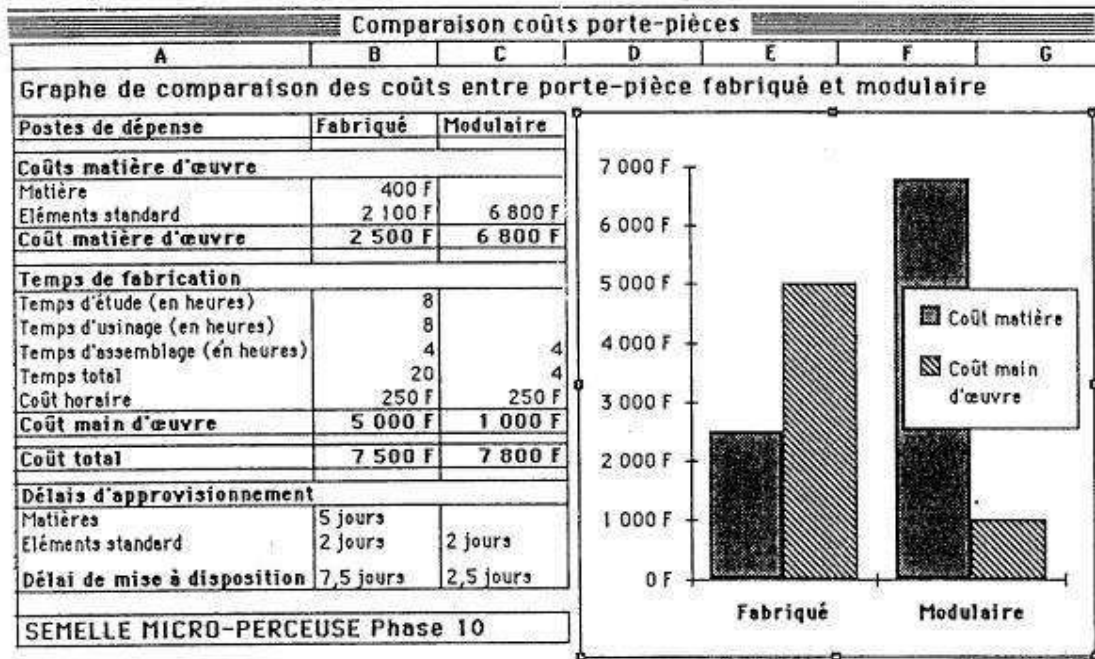 Comparaison coûts porte-pièces
A B C D E F G
Graphe de comparaison des coûts entre porte-pièce fabriqué et modulaire
Postes de dépense Fabriqué Modulaire
Coûts matière d'œuvre
Matière 400 F
Eléments standard 2 100 F 6 800 F
Coût matière d'œuvre 2 500 F 6 800 F
Temps de fabrication
Temps d'étude (en heures) 8
Temps d'usinage (en heures) 8
Temps d'assemblage (en heures) 4 4
Temps total 20 4
Coût horaire 250 F 250 F
Coût main d'œuvre 5 000 F 1 000 F
Coût total 7 500 F 7 800 F
Délais d'approvisionnement
Matières 5 jours
Eléments standard 2 jours 2 jours
Délai de mise à disposition 7,5 jours 2,5 jours
SEMELLE MICRO-PERCEUSE Phase 10
7 000 F
6 000 F
5 000 F
4 000 F
3 000 F
2 000 F
1 000 F
0 F
Coût matière
Coût main
d'œuvre
Fabriqué Modulaire